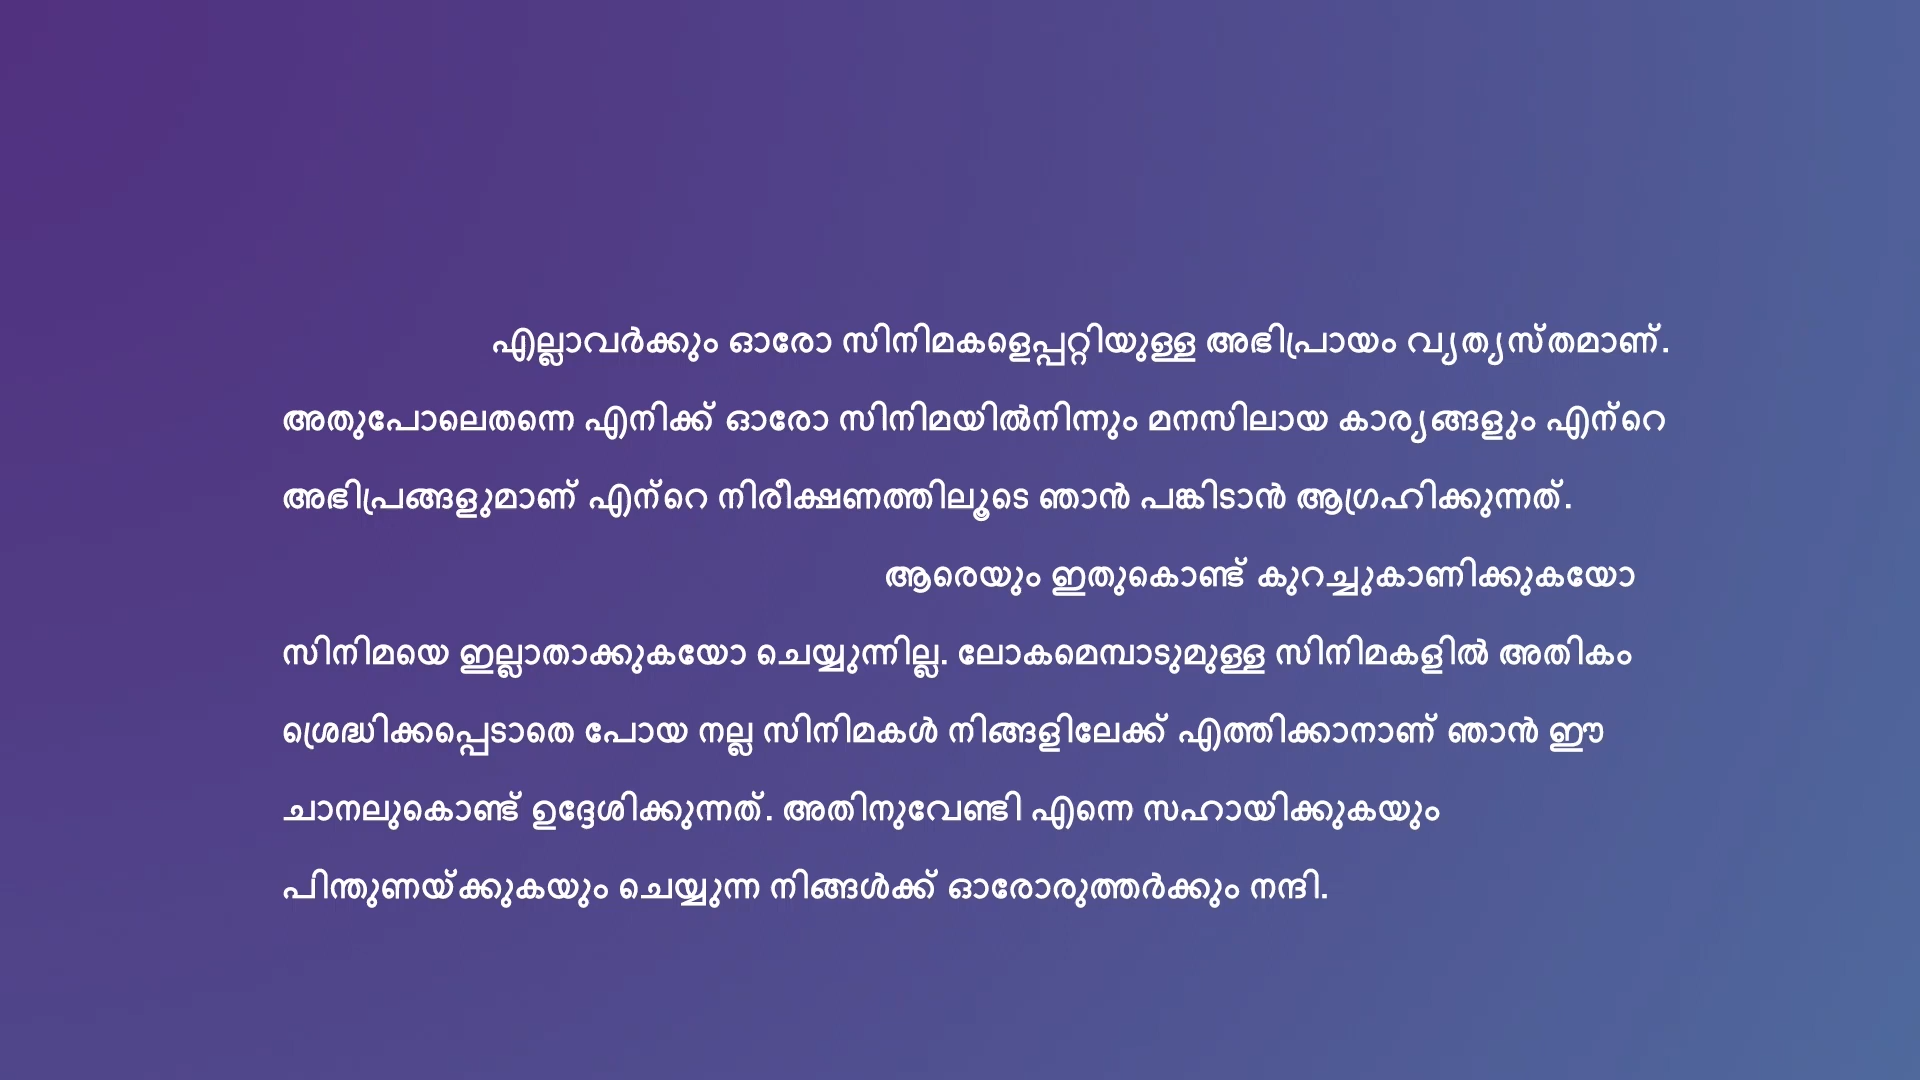 എല്ലാവർക്കും ഓരോ സിനിമകളെപ്പറ്റിയുള്ള അഭിപ്രായം വ്യത്യസ്തമാണ്.
അതുപോലെതന്നെ എനിക്ക് ഓരോ സിനിമയിൽനിന്നും മനസിലായ കാര്യങ്ങളും എന്റെ
അഭിപ്രങ്ങളുമാണ് എന്റെ നിരീക്ഷണത്തിലൂടെ ഞാൻ പങ്കിടാൻ ആഗ്രഹിക്കുന്നത്.
ആരെയും ഇതുകൊണ്ട് കുറച്ചുകാണിക്കുകയോ
സിനിമയെ ഇല്ലാതാക്കുകയോ ചെയ്യുന്നില്ല. ലോകമെമ്പാടുമുള്ള സിനിമകളിൽ അതികം
ശ്രെദ്ധിക്കപ്പെടാതെ പോയ നല്ല സിനിമകൾ നിങ്ങളിലേക്ക് എത്തിക്കാനാണ് ഞാൻ ഈ
ചാനലുകൊണ്ട് ഉദ്ദേശിക്കുന്നത്. അതിനുവേണ്ടി എന്നെ സഹായിക്കുകയും
പിന്തുണയ്ക്കുകയും ചെയ്യുന്ന നിങ്ങൾക്ക് ഓരോരുത്തർക്കും നന്ദി.